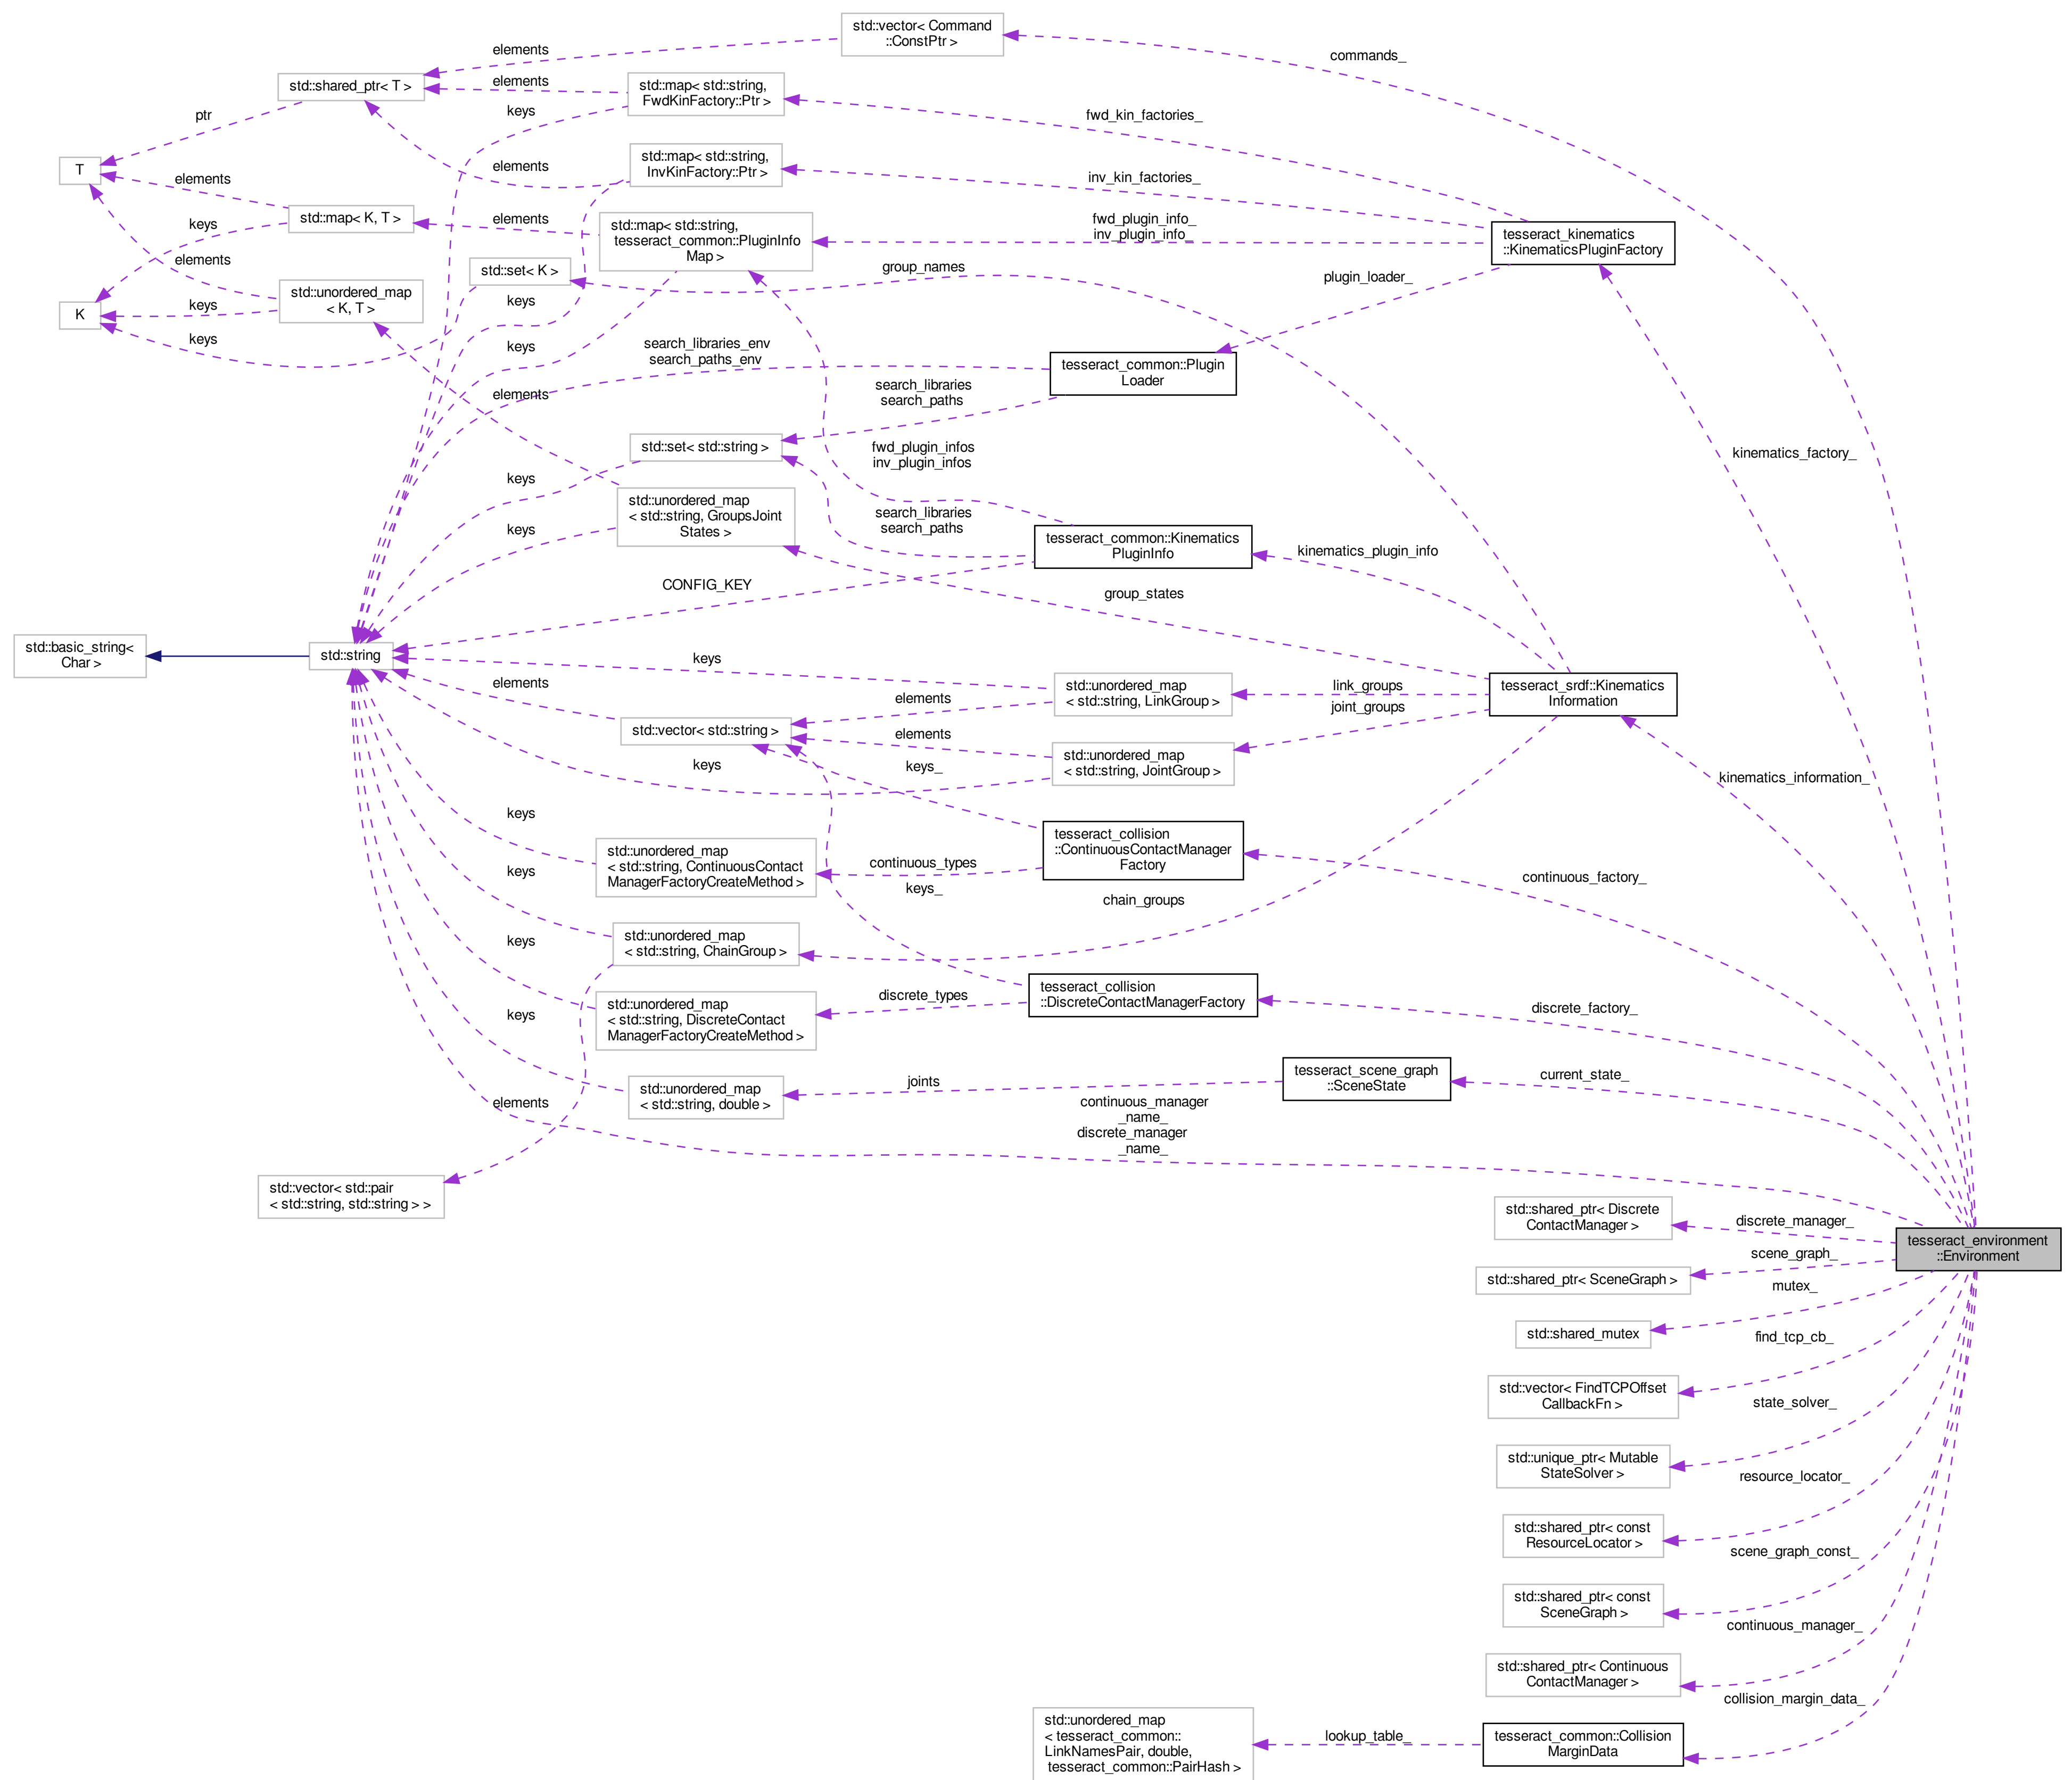 std::vector< Command
::ConstPtr >
commands_
elements
std::shared_ptr< T >
elements
std::map< std::string,
FwdKinFactory::Ptr >
ptr
keys
fwd_kin_factories_
T
elements
std::map< std::string,
InvKinFactory::Ptr >
elements
inv_kin_factories_
std::map< K, T >
keys
elements
std::map< std::string,
tesseract_common::PluginInfo
Map >
fwd_plugin_info_
inv_plugin_info_
tesseract_kinematics
::KinematicsPluginFactory
elements
std::set< K >
group_names
plugin_loader_
std::unordered_map
< K, T >
keys
keys
K
keys
keys
search_libraries_env
search_paths_env
tesseract_common::Plugin
Loader
elements
search_libraries
search_paths
std::set< std::string >
fwd_plugin_infos
inv_plugin_infos
kinematics_factory_
keys
std::unordered_map
< std::string, GroupsJoint
States >
keys
search_libraries
search_paths
tesseract_common::Kinematics
PluginInfo
kinematics_plugin_info
CONFIG_KEY
group_states
std::basic_string<
Char >
std::string
keys
elements
std::unordered_map
< std::string, LinkGroup >
link_groups
tesseract_srdf::Kinematics
Information
elements
joint_groups
std::vector< std::string >
elements
keys
keys_
std::unordered_map
< std::string, JointGroup >
kinematics_information_
keys
std::unordered_map
< std::string, ContinuousContact
ManagerFactoryCreateMethod >
continuous_types
tesseract_collision
::ContinuousContactManager
Factory
continuous_factory_
keys
keys_
chain_groups
std::unordered_map
< std::string, ChainGroup >
keys
std::unordered_map
< std::string, DiscreteContact
ManagerFactoryCreateMethod >
discrete_types
tesseract_collision
::DiscreteContactManagerFactory
discrete_factory_
keys
std::unordered_map
< std::string, double >
joints
tesseract_scene_graph
::SceneState
current_state_
elements
continuous_manager
_name_
discrete_manager
_name_
std::vector< std::pair
< std::string, std::string > >
std::shared_ptr< Discrete
ContactManager >
discrete_manager_
tesseract_environment
::Environment
std::shared_ptr< SceneGraph >
scene_graph_
mutex_
std::shared_mutex
find_tcp_cb_
std::vector< FindTCPOffset
CallbackFn >
state_solver_
std::unique_ptr< Mutable
StateSolver >
resource_locator_
std::shared_ptr< const
ResourceLocator >
scene_graph_const_
std::shared_ptr< const
SceneGraph >
continuous_manager_
std::shared_ptr< Continuous
ContactManager >
collision_margin_data_
std::unordered_map
< tesseract_common::
LinkNamesPair, double,
tesseract_common::PairHash >
lookup_table_
tesseract_common::Collision
MarginData